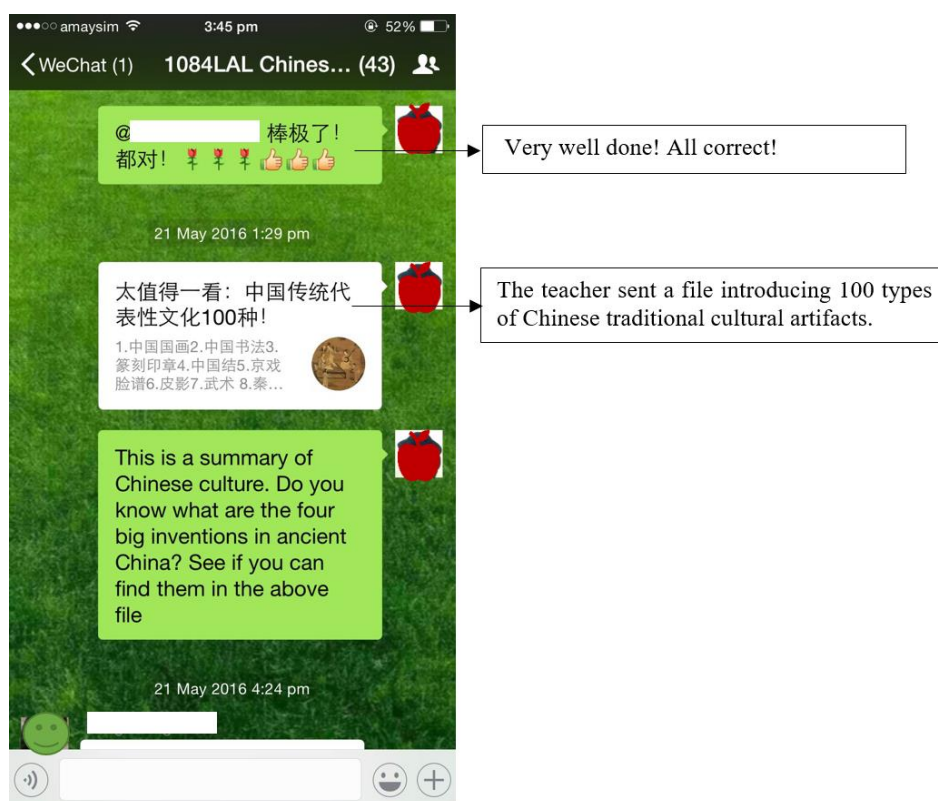 amaysim 3:45 pm 52%
WeChat (1) 1084LAL Chines... (43)
@ 棒极了!
都对! 🌹🌹🌹👍👍👍
Very well done! All correct!
21 May 2016 1:29 pm
太值得一看:中国传统代
表性文化100种!
1.中国国画2.中国书法3.
篆刻印章4.中国结5.京戏
脸谱6.皮影7.武术 8.秦...
The teacher sent a file introducing 100 types
of Chinese traditional cultural artifacts.
This is a summary of
Chinese culture. Do you
know what are the four
big inventions in ancient
China? See if you can
find them in the above
file
21 May 2016 4:24 pm